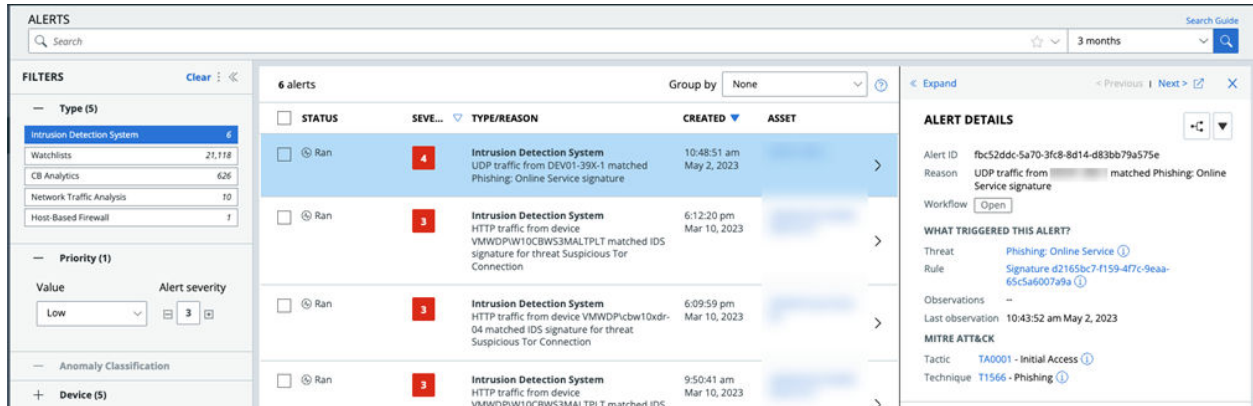 ALERTS
Search Guide
Search
3 months
FILTERS
Clear
Type (5)
Intrusion Detection System 6
Watchlists 21,118
CB Analytics 626
Network Traffic Analysis 10
Host-Based Firewall 1
Priority (1)
Value
Alert severity
Low
3
Anomaly Classification
Device (5)
6 alerts
Group by
None
STATUS
SEVE...
TYPE/REASON
CREATED
ASSET
Ran
4
Intrusion Detection System
UDP traffic from DEV01-39X-1 matched
Phishing: Online Service signature
10:48:51 am
May 2, 2023
Ran
3
Intrusion Detection System
HTTP traffic from device
VMWDP\W10CBWS3MALTPLT matched IDS
signature for threat Suspicious Tor
Connection
6:12:20 pm
Mar 10, 2023
Ran
3
Intrusion Detection System
HTTP traffic from device VMWDP\cbw10xdr-
04 matched IDS signature for threat
Suspicious Tor Connection
6:09:59 pm
Mar 10, 2023
Ran
3
Intrusion Detection System
HTTP traffic from device
VMWDP\W10CBWS3MALTPLT matched IDS
9:50:41 am
Mar 10, 2023
« Expand
< Previous | Next >
ALERT DETAILS
Alert ID fbc52ddc-5a70-3fc8-8d14-d83bb79a575e
Reason UDP traffic from matched Phishing: Online
Service signature
Workflow Open
WHAT TRIGGERED THIS ALERT?
Threat Phishing: Online Service
Rule Signature d2165bc7-f159-4f7c-9eaa-
65c5a6007a9a
Observations --
Last observation 10:43:52 am May 2, 2023
MITRE ATT&CK
Tactic TA0001 - Initial Access
Technique T1566 - Phishing